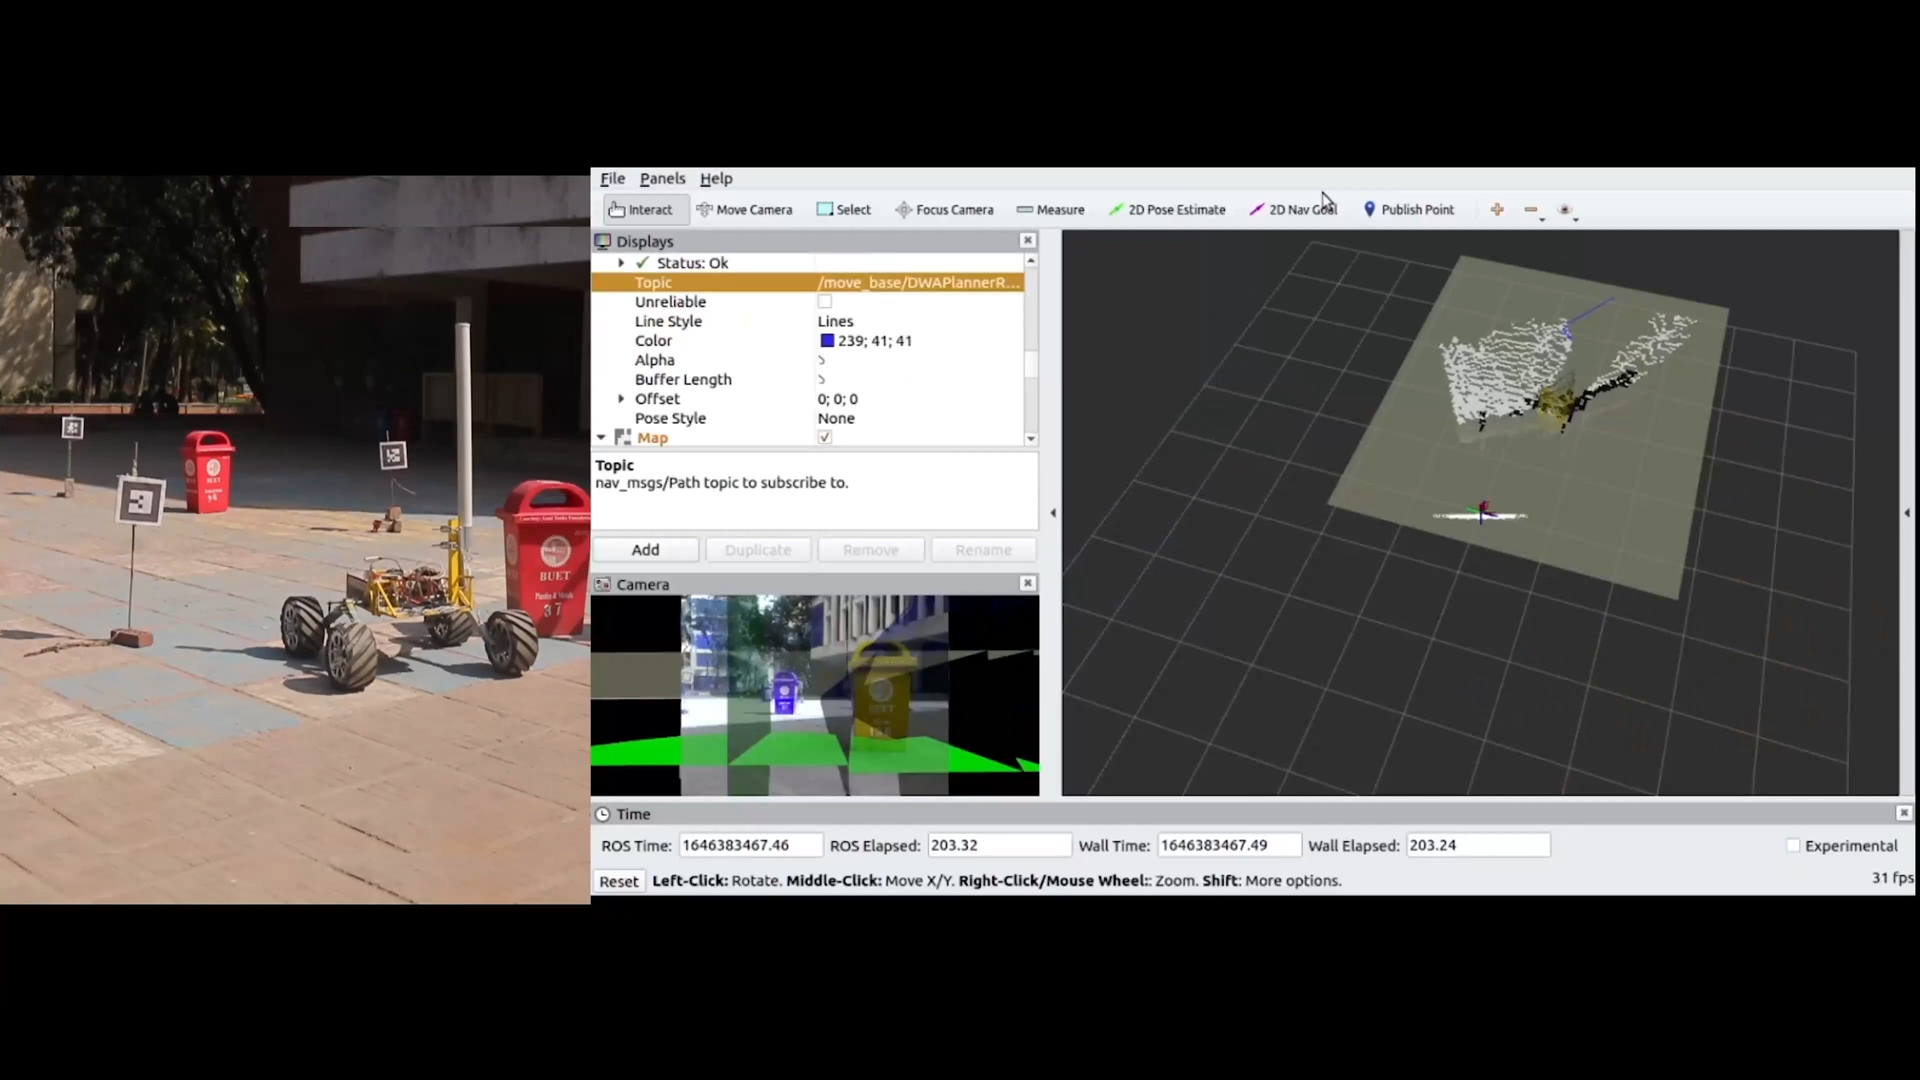 File Panels Help
Interact Move Camera Select Focus Camera Measure 2D Pose Estimate 2D Nav Goal Publish Point
Displays
Status: Ok
Topic /move_base/DWAPlannerR...
Unreliable
Line Style Lines
Color 239; 41; 41
Alpha
Buffer Length
Offset 0; 0; 0
Pose Style None
Map
Topic
nav_msgs/Path topic to subscribe to.
Add Duplicate Remove Rename
Camera
BUET
37
Time
ROS Time: 1646383467.46 ROS Elapsed: 203.32 Wall Time: 1646383467.49 Wall Elapsed: 203.24 Experimental
Reset Left-Click: Rotate. Middle-Click: Move X/Y. Right-Click/Mouse Wheel:: Zoom. Shift: More options. 31 fps